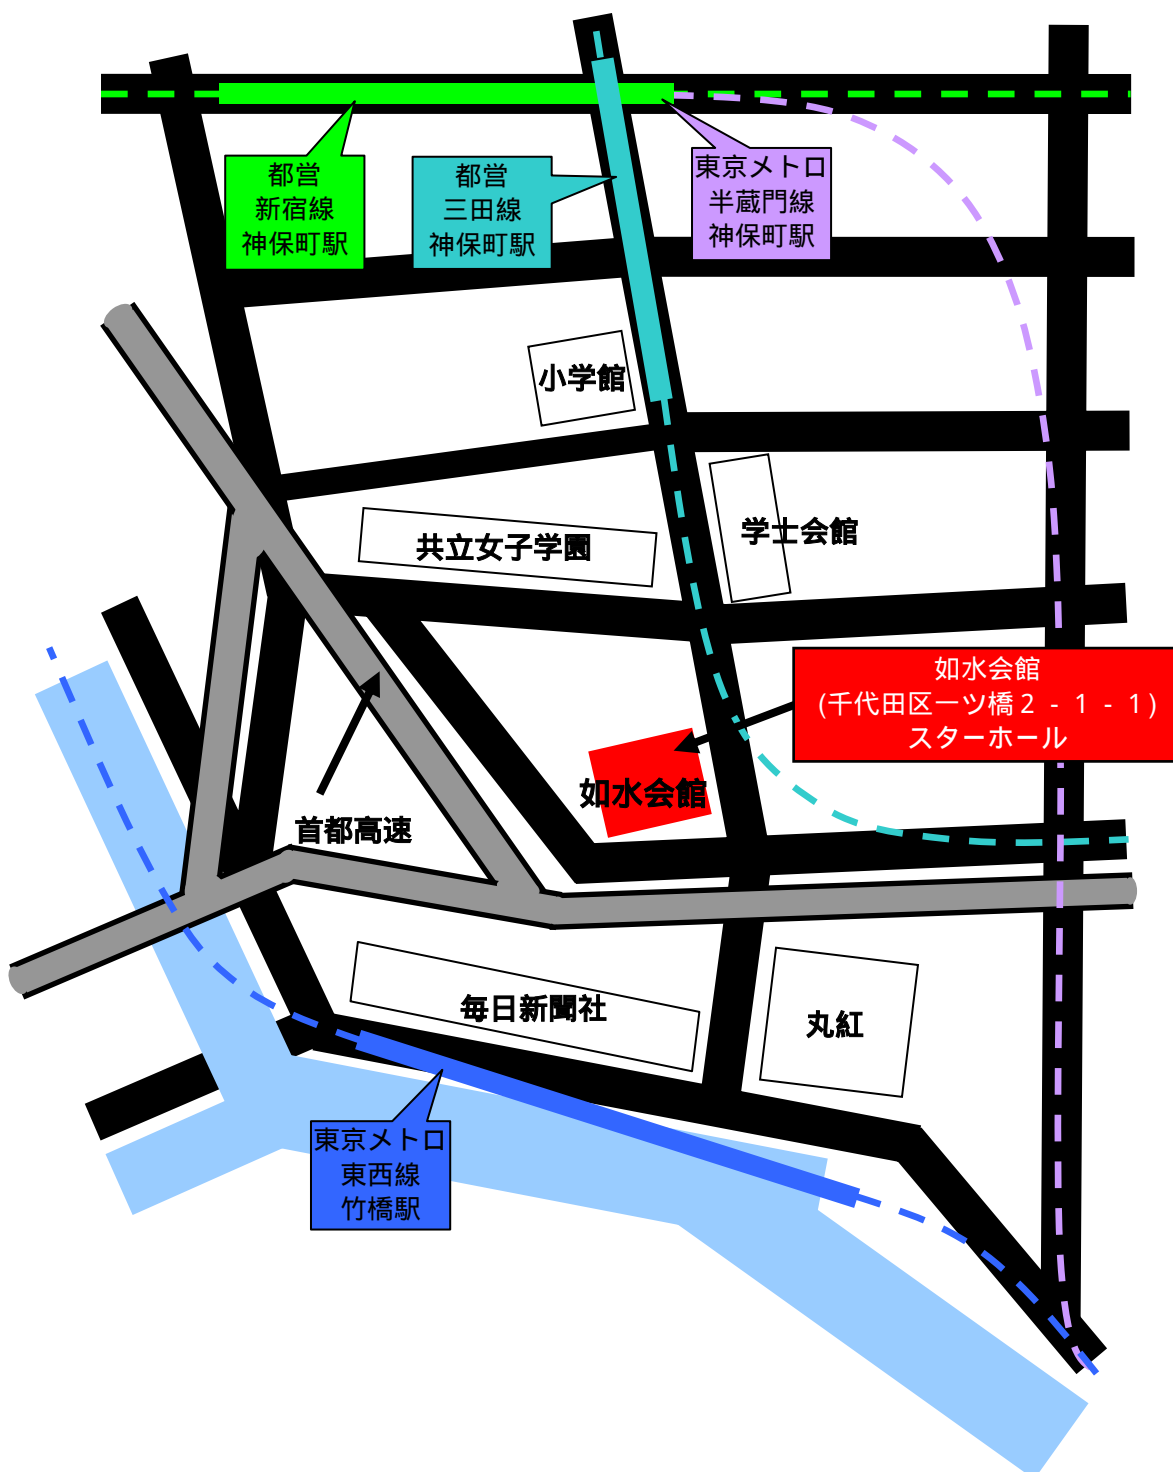 都営
新宿線
神保町駅
都営
三田線
神保町駅
東京メトロ
半蔵門線
神保町駅
小学館
学士会館
共立女子学園
如水会館
(千代田区一ツ橋2-1-1)
スターホール
如水会館
首都高速
毎日新聞社
丸紅
東京メトロ
東西線
竹橋駅